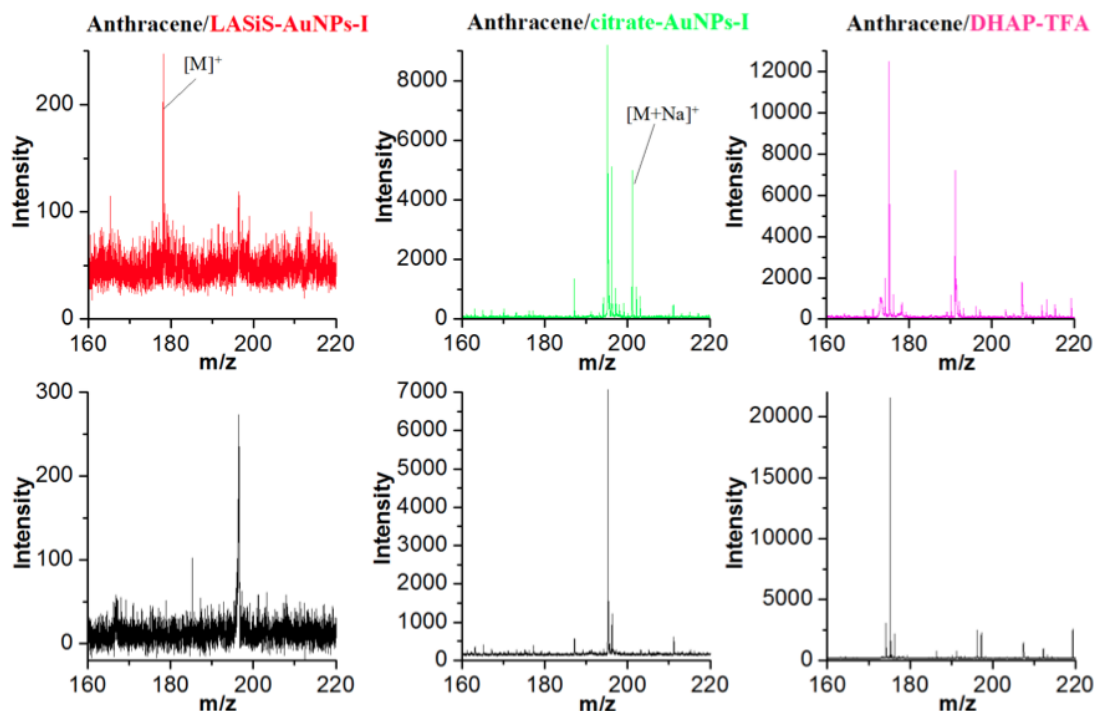 Anthracene/LASiS-AuNPs-I
200
100
0
Intensity
[M]+
160 180 200 220
m/z
Anthracene/citrate-AuNPs-I
8000
6000
4000
2000
0
Intensity
[M+Na]+
160 180 200 220
m/z
Anthracene/DHAP-TFA
12000
10000
8000
6000
4000
2000
0
Intensity
160 180 200 220
m/z
300
200
100
0
Intensity
160 180 200 220
m/z
7000
6000
5000
4000
3000
2000
1000
0
Intensity
160 180 200 220
m/z
20000
15000
10000
5000
0
Intensity
160 180 200 220
m/z